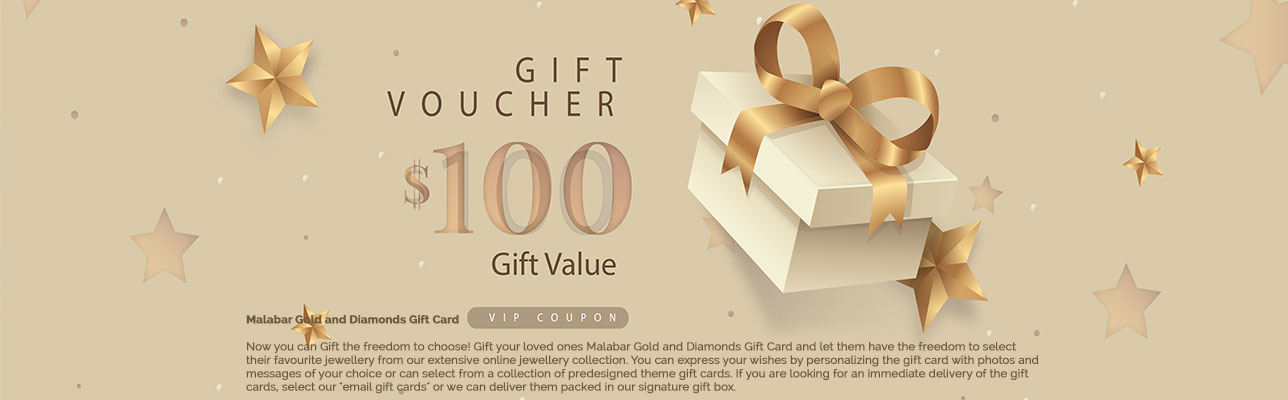 GIFT
VOUCHER
$100
Gift Value
VIP COUPON
Malabar Gold and Diamonds Gift Card
Now you can Gift the freedom to choose! Gift your loved ones Malabar Gold and Diamonds Gift Card and let them have the freedom to select
their favourite jewellery from our extensive online jewellery collection. You can express your wishes by personalizing the gift card with photos and
messages of your choice or can select from a collection of predesigned theme gift cards. If you are looking for an immediate delivery of the gift
cards, select our "email gift cards" or we can deliver them packed in our signature gift box.